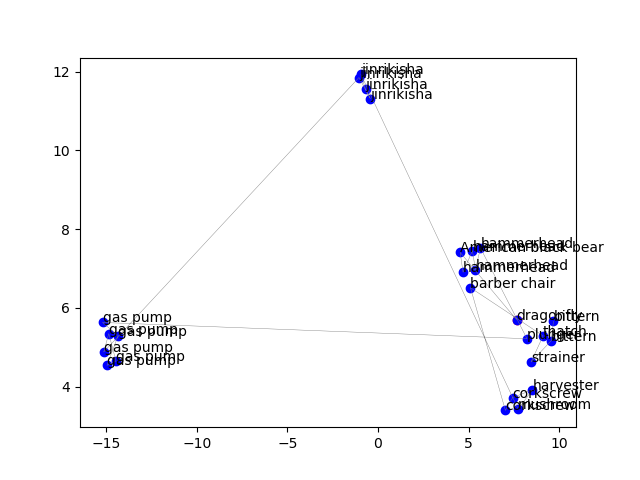 12
10
8
6
4
−15
−10
−5
0
5
10
jinrikisha
jinrikisha
jinrikisha
jinrikisha
hammerhead
American black bear
hammerhead
hammerhead
barber chair
gas pump
gas pump
gas pump
gas pump
gas pump
gas pump
dragonfly
bittern
thatch
bittern
strainer
harvester
corkscrew
mushroom
corkscrew